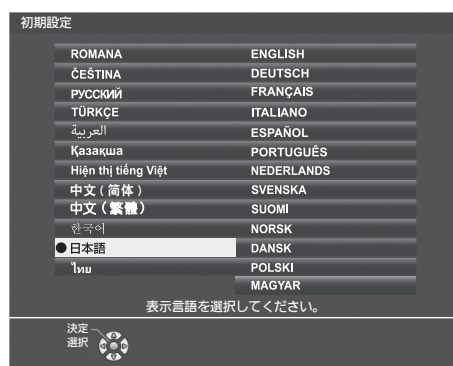 初期設定
ROMANA
ČEŠTINA
РУССКИЙ
TÜRKÇE
العربية
Қазақша
Hiện thị tiếng Việt
中文(简体)
中文(繁體)
한국어
日本語
ไทย
ENGLISH
DEUTSCH
FRANÇAIS
ITALIANO
ESPAÑOL
PORTUGUÊS
NEDERLANDS
SVENSKA
SUOMI
NORSK
DANSK
POLSKI
MAGYAR
表示言語を選択してください。
決定
選択